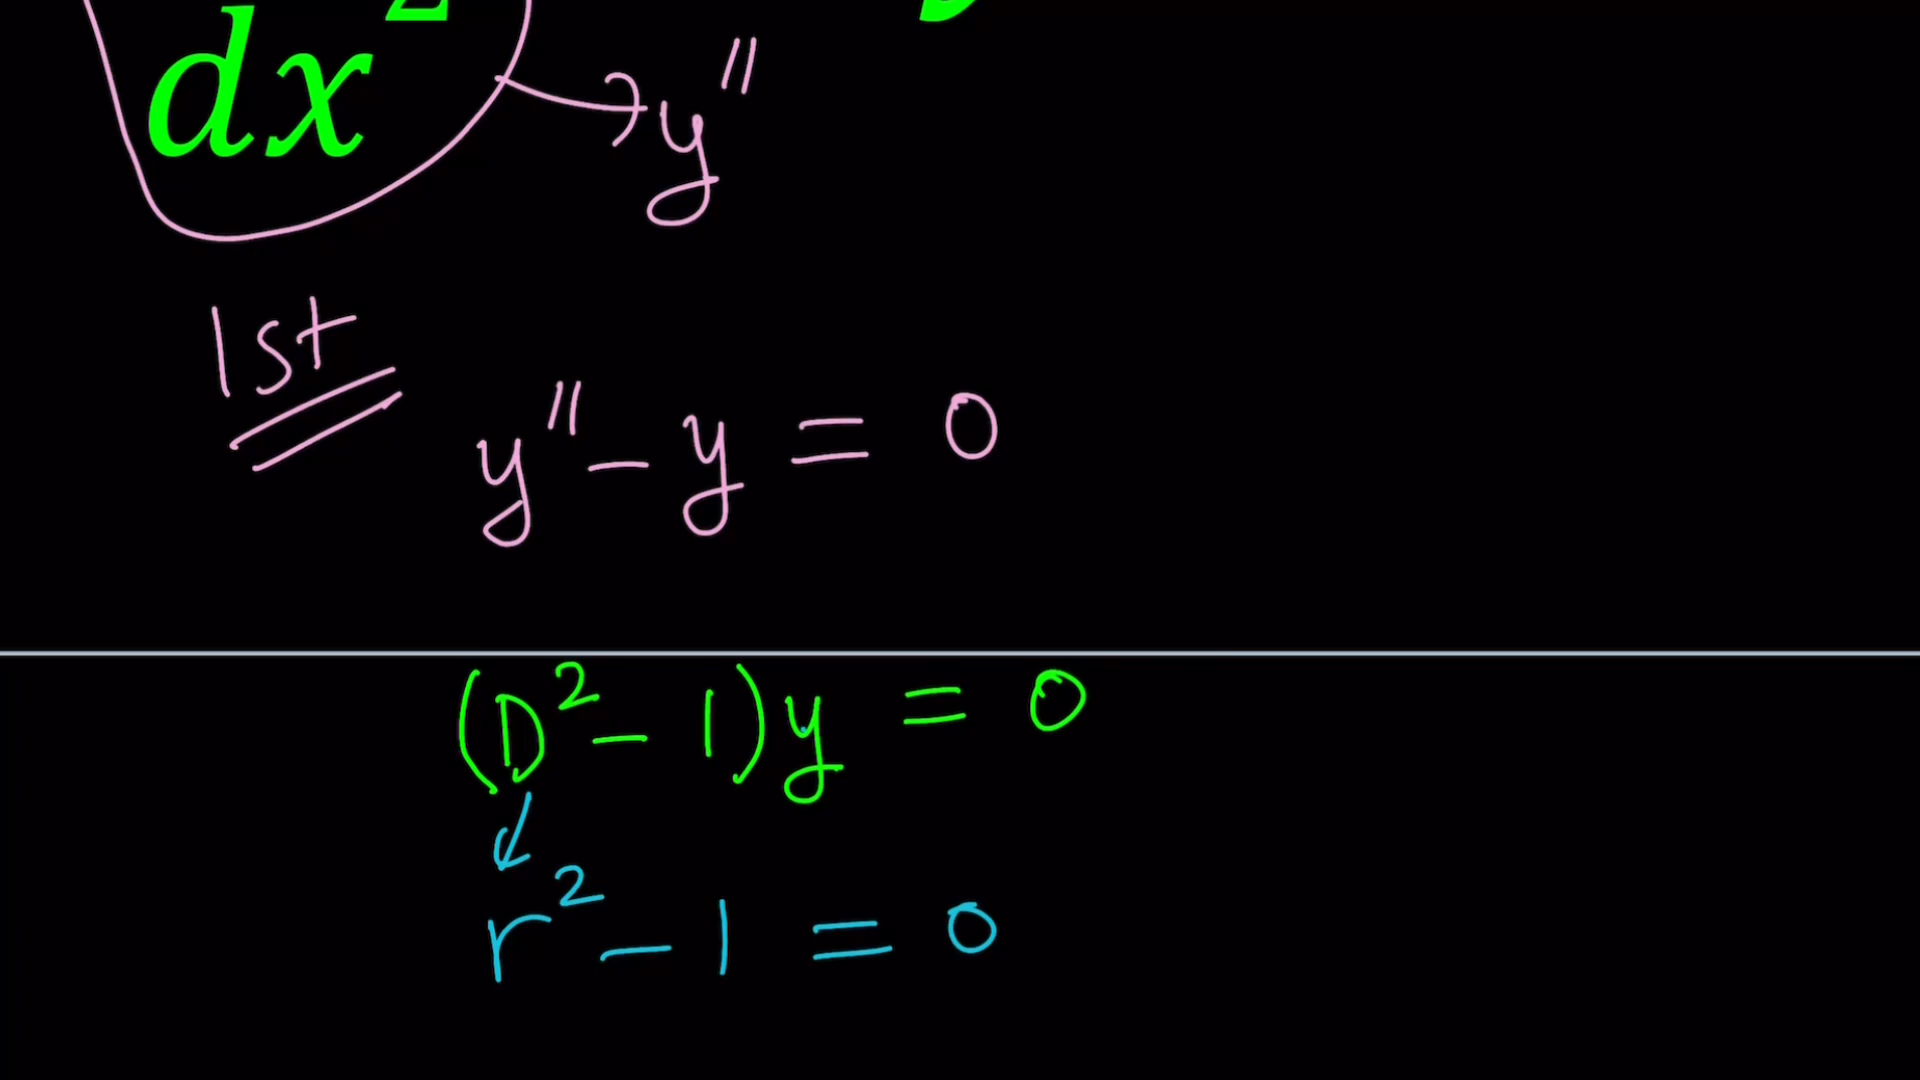 dx² y''
1st
y'' - y = 0
(D² - 1)y = 0
r² - 1 = 0